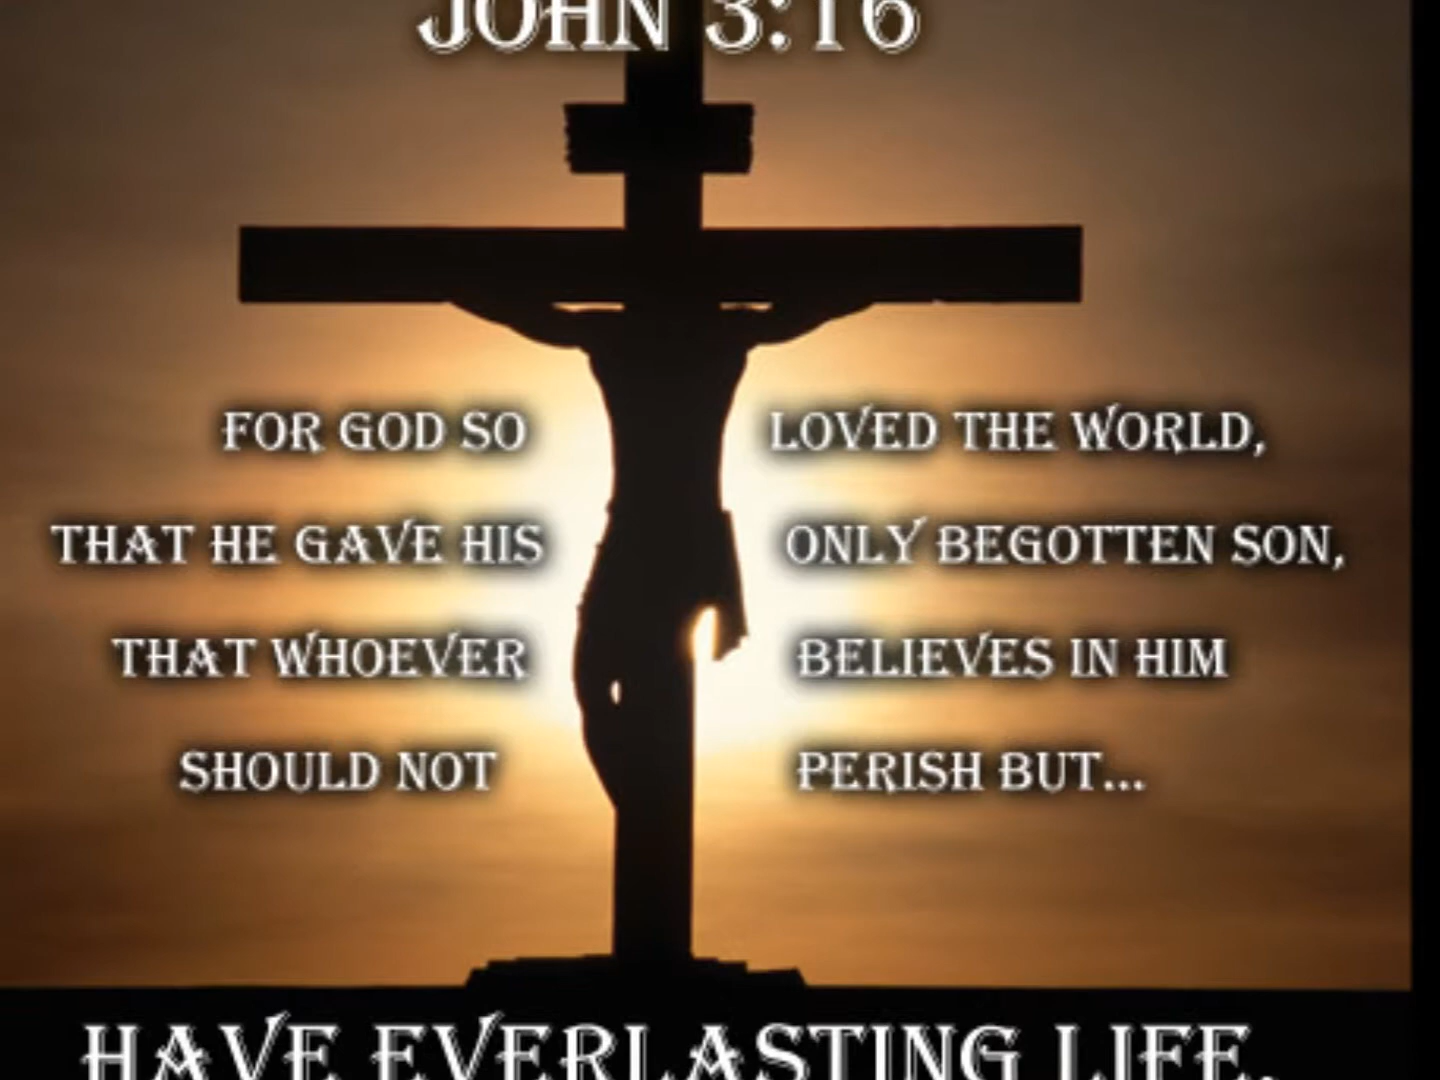 JOHN 3:16
FOR GOD SO LOVED THE WORLD,
THAT HE GAVE HIS ONLY BEGOTTEN SON,
THAT WHOEVER BELIEVES IN HIM
SHOULD NOT PERISH BUT...
HAVE EVERLASTING LIFE.